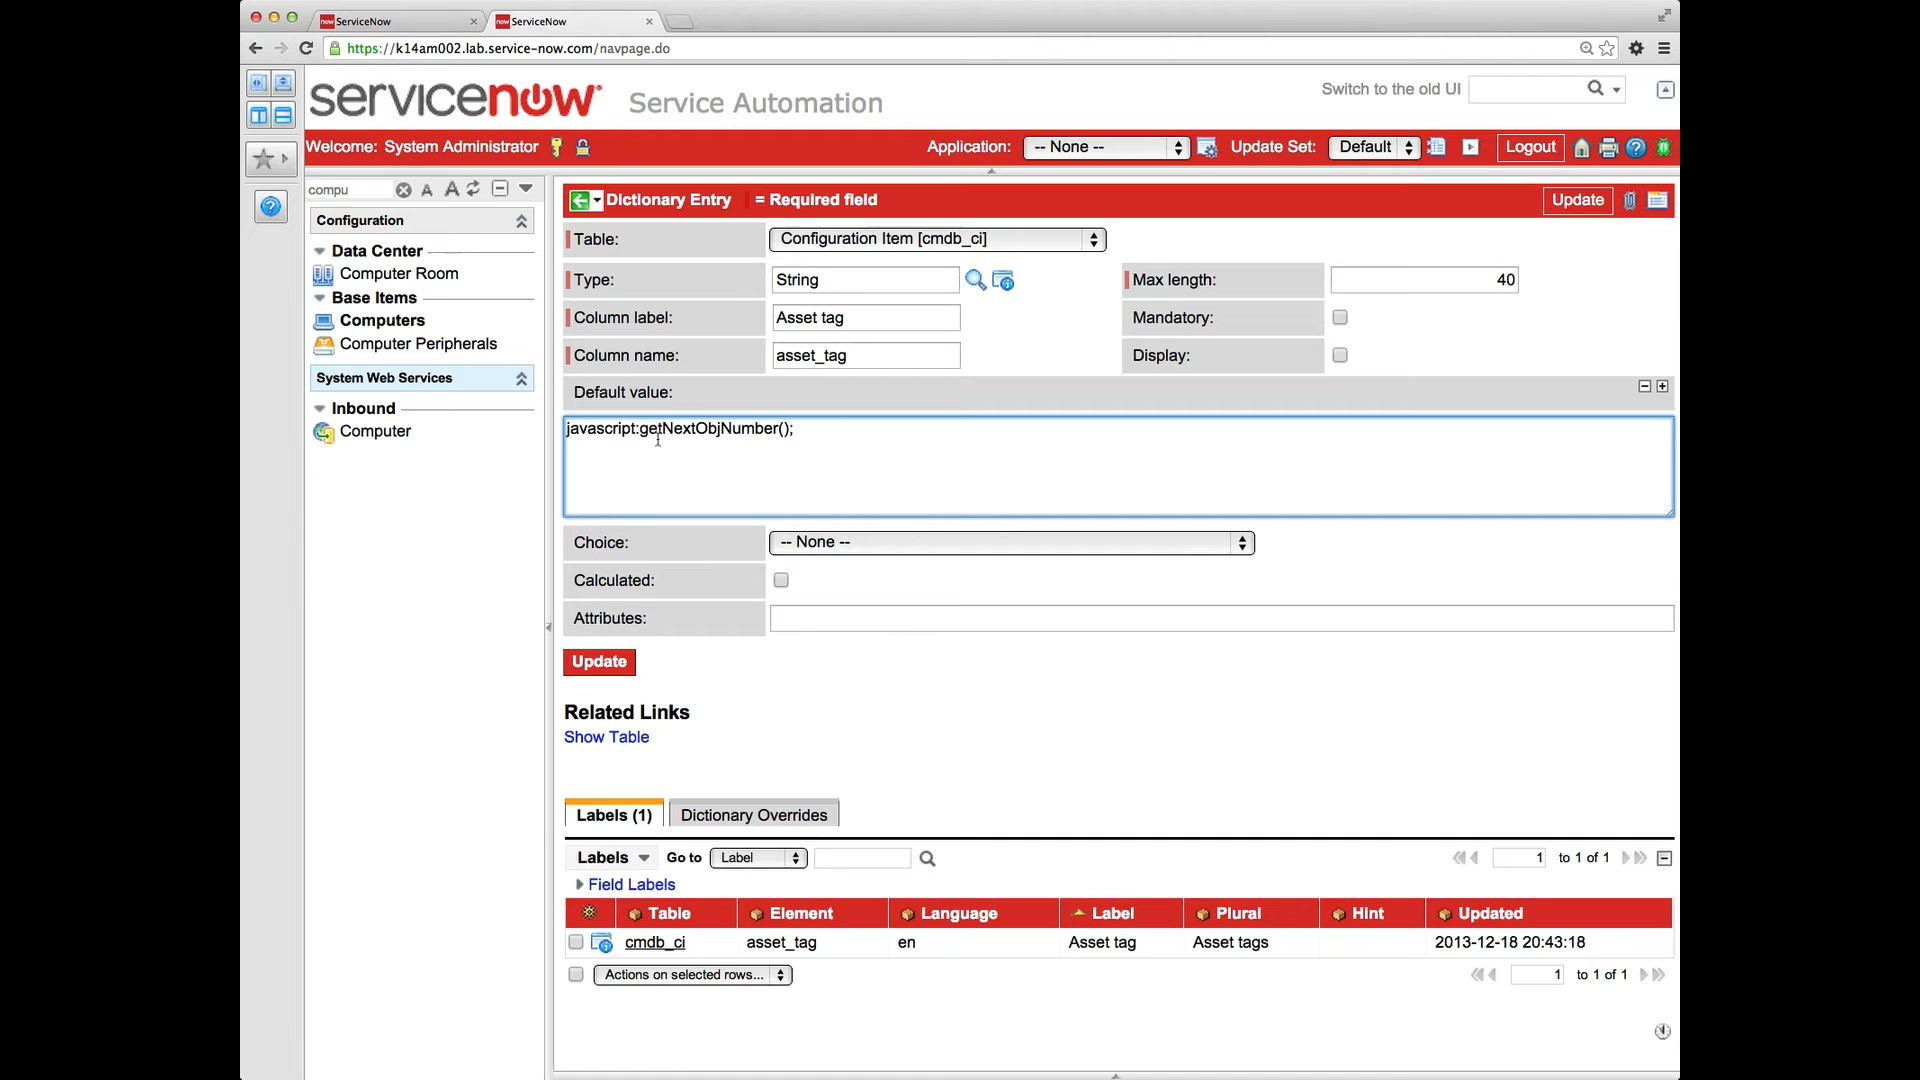 ServiceNow
ServiceNow
https://k14am002.lab.service-now.com/navpage.do
servicenow Service Automation
Switch to the old UI
Welcome: System Administrator
Application: -- None --
Update Set: Default
Logout
compu
A A
Configuration
Data Center
Computer Room
Base Items
Computers
Computer Peripherals
System Web Services
Inbound
Computer
Dictionary Entry = Required field
Update
Table: Configuration Item [cmdb_ci]
Type: String
Max length: 40
Column label: Asset tag
Mandatory:
Column name: asset_tag
Display:
Default value:
javascript:getNextObjNumber();
Choice: -- None --
Calculated:
Attributes:
Update
Related Links
Show Table
Labels (1)
Dictionary Overrides
Labels Go to Label
1 to 1 of 1
Field Labels
Table Element Language Label Plural Hint Updated
cmdb_ci asset_tag en Asset tag Asset tags 2013-12-18 20:43:18
Actions on selected rows...
1 to 1 of 1